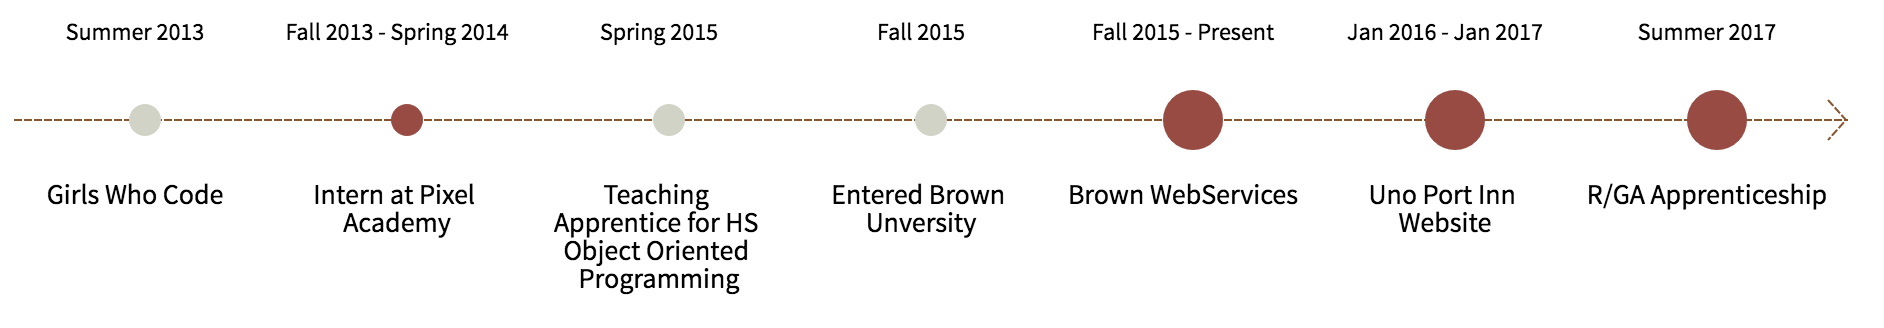 Summer 2013
Fall 2013 - Spring 2014
Spring 2015
Fall 2015
Fall 2015 - Present
Jan 2016 - Jan 2017
Summer 2017
Girls Who Code
Intern at Pixel
Academy
Teaching
Apprentice for HS
Object Oriented
Programming
Entered Brown
Unversity
Brown WebServices
Uno Port Inn
Website
R/GA Apprenticeship